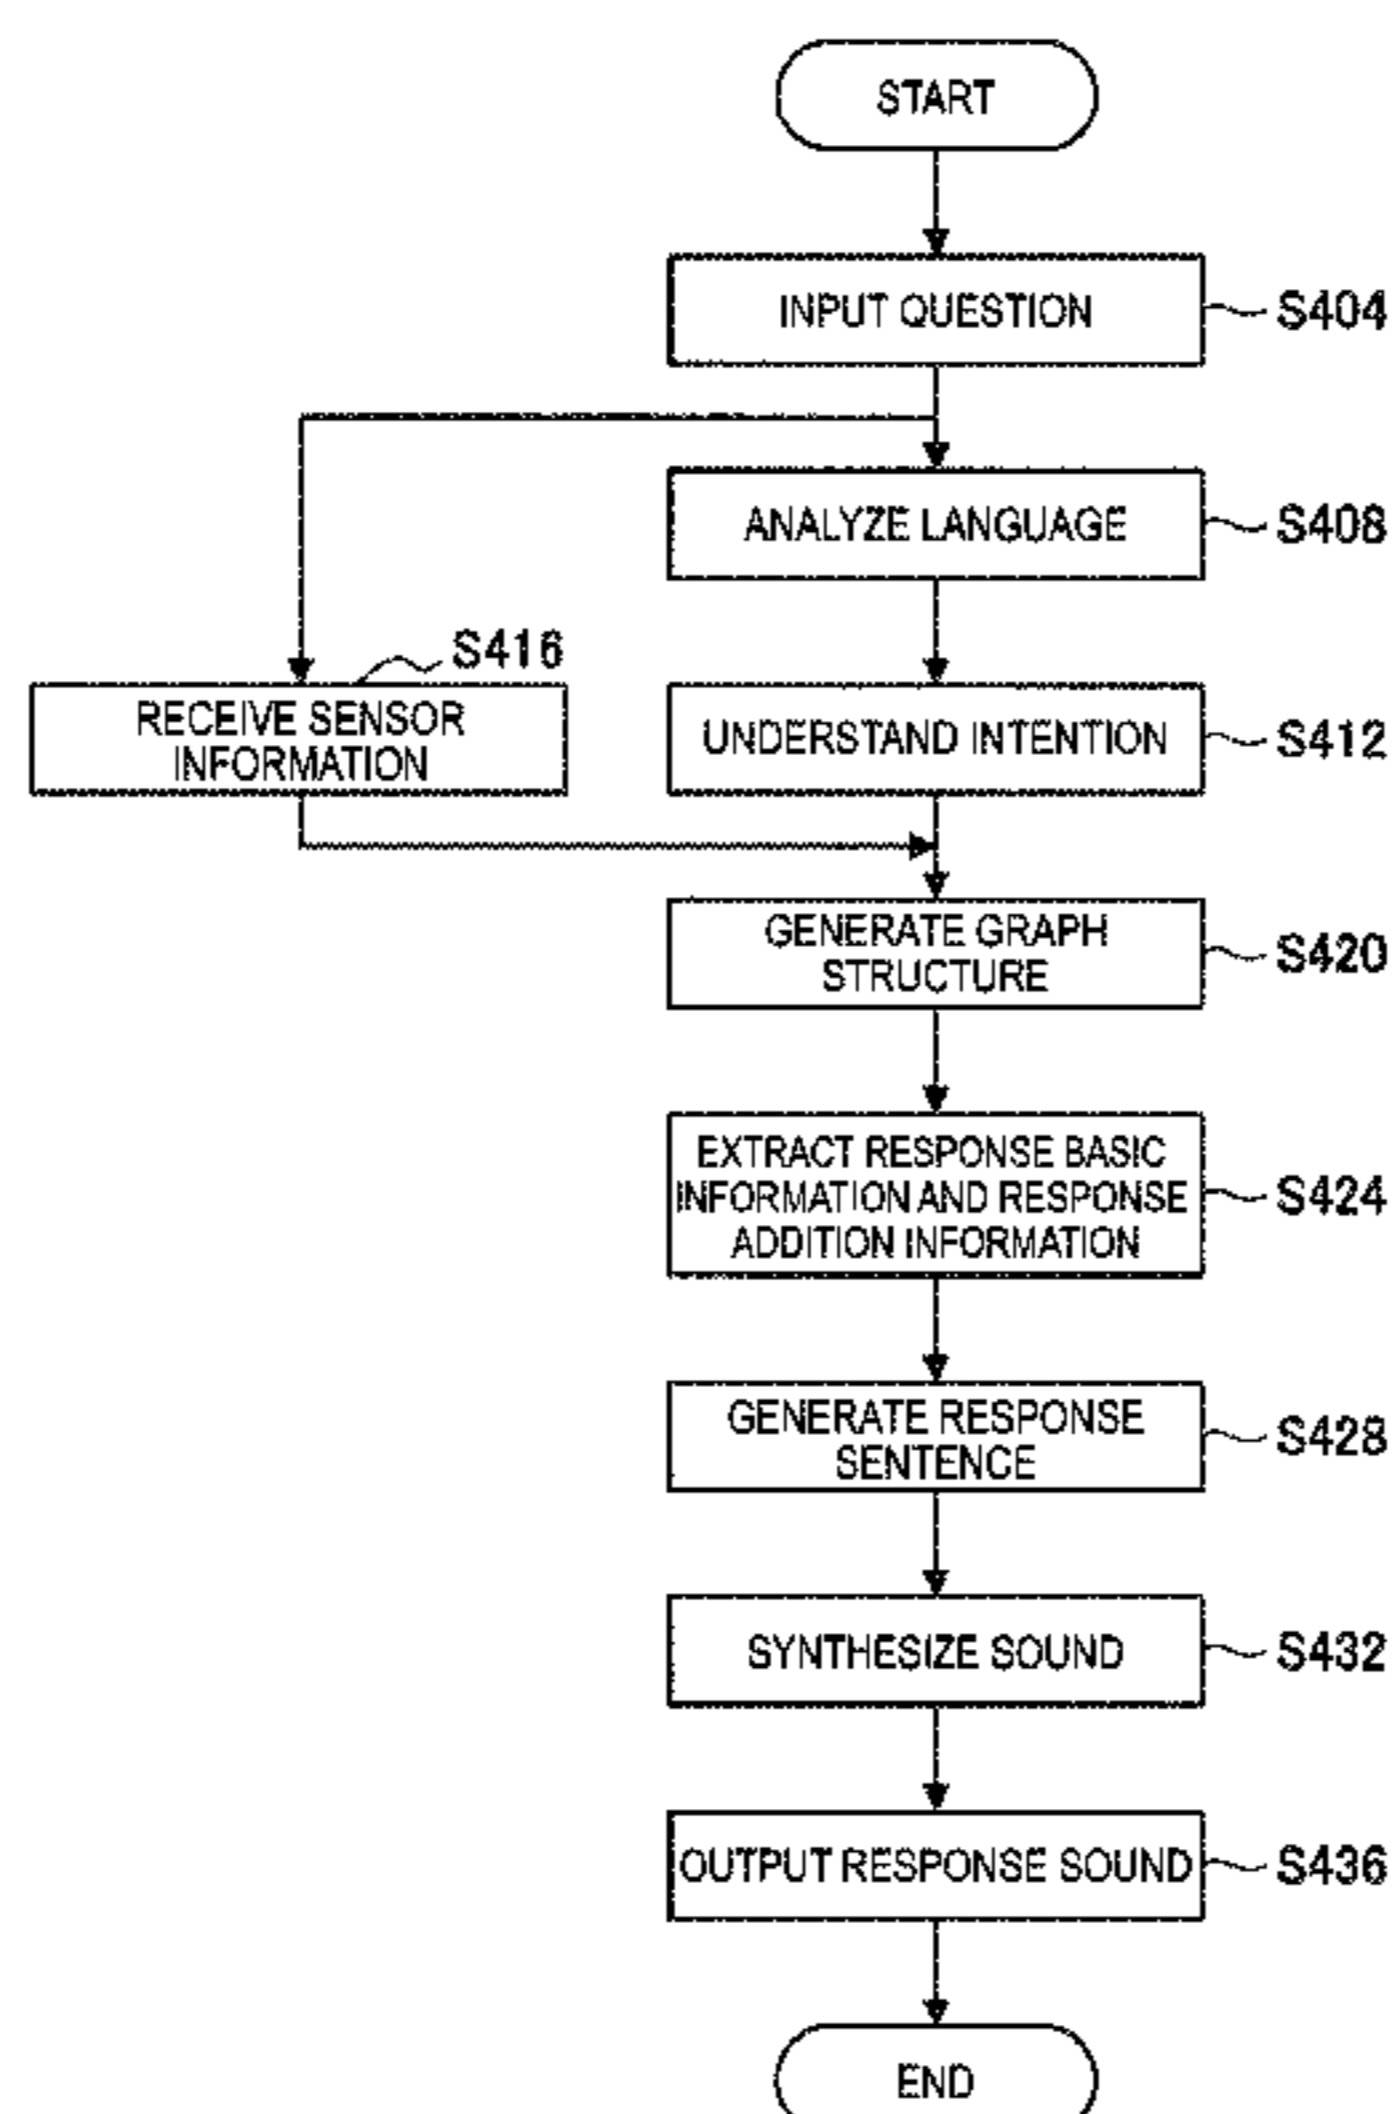 START
INPUT QUESTION
S404
ANALYZE LANGUAGE
S408
S416
RECEIVE SENSOR
INFORMATION
UNDERSTAND INTENTION
S412
GENERATE GRAPH
STRUCTURE
S420
EXTRACT RESPONSE BASIC
INFORMATION AND RESPONSE
ADDITION INFORMATION
S424
GENERATE RESPONSE
SENTENCE
S428
SYNTHESIZE SOUND
S432
OUTPUT RESPONSE SOUND
S436
END